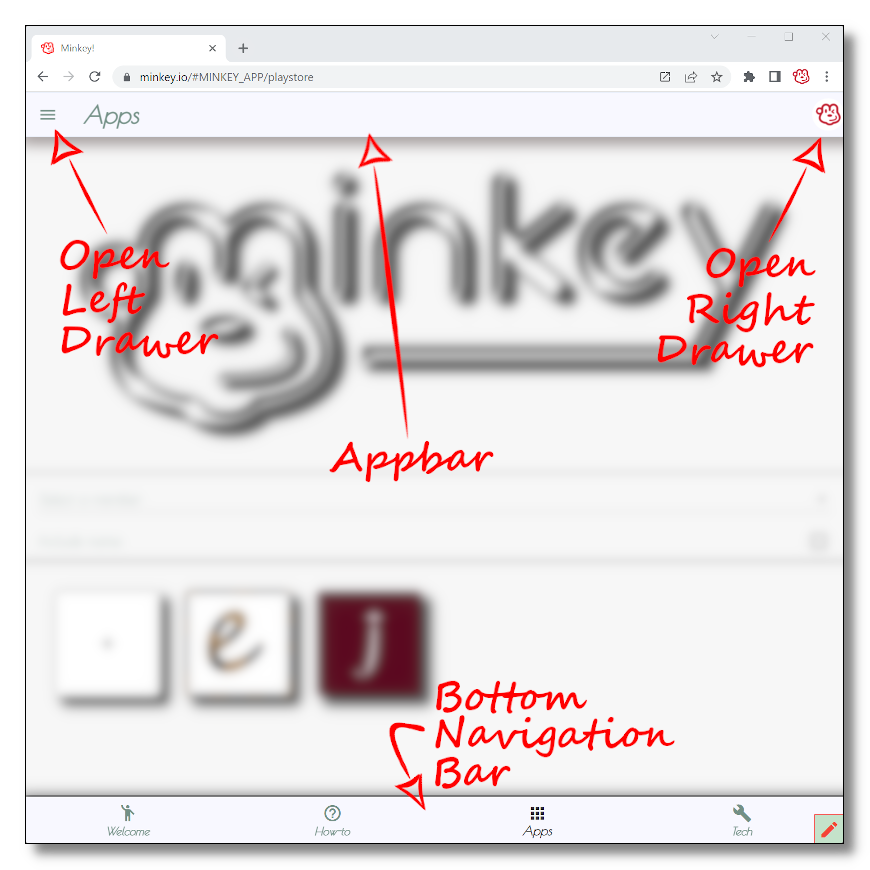 Minkey!
minkey.io/#MINKEY_APP/playstore
Apps
minkey
Open
Left
Drawer
Open
Right
Drawer
Appbar
e
j
Bottom
Navigation
Bar
Welcome
How-to
Apps
Tech